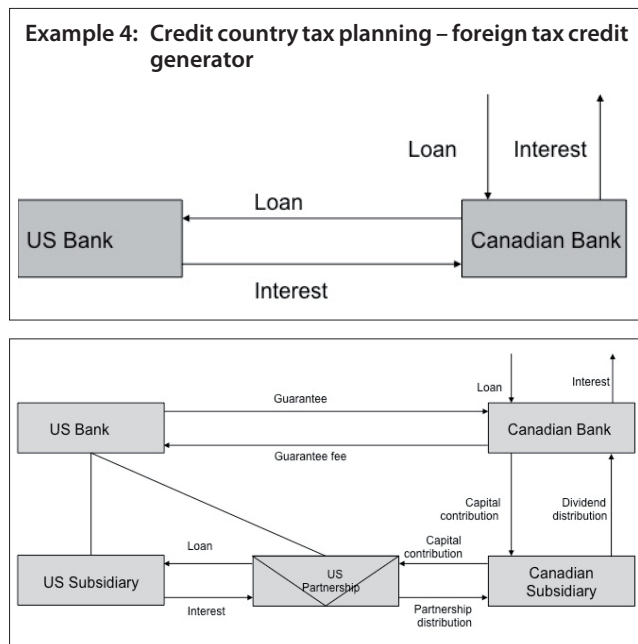 Example 4: Credit country tax planning – foreign tax credit
generator
Loan
Interest
Loan
US Bank
Canadian Bank
Interest
Loan
Interest
Guarantee
US Bank
Canadian Bank
Guarantee fee
Capital
contribution
Dividend
distribution
Loan
Capital
contribution
US Subsidiary
US
Partnership
Canadian
Subsidiary
Interest
Partnership
distribution